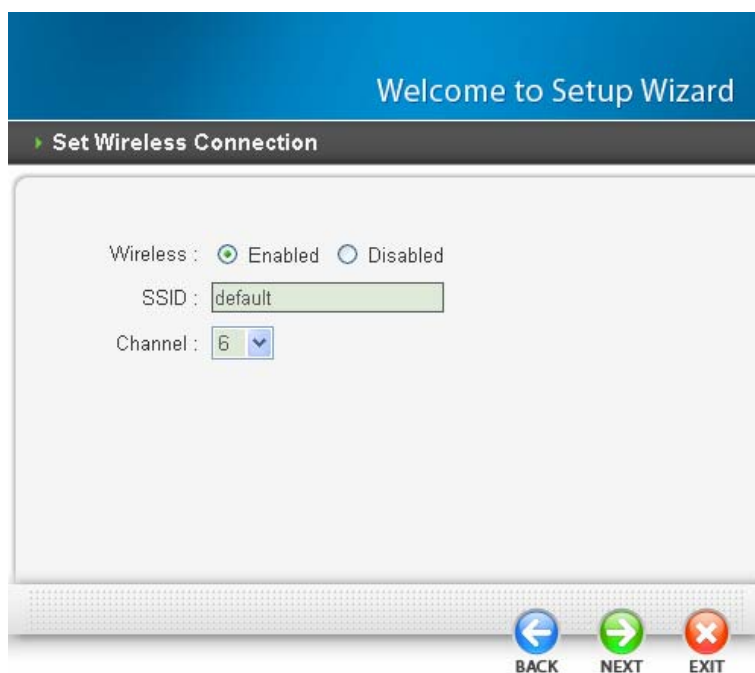 Welcome to Setup Wizard
Set Wireless Connection
Wireless : Enabled Disabled
SSID : default
Channel : 6
BACK NEXT EXIT